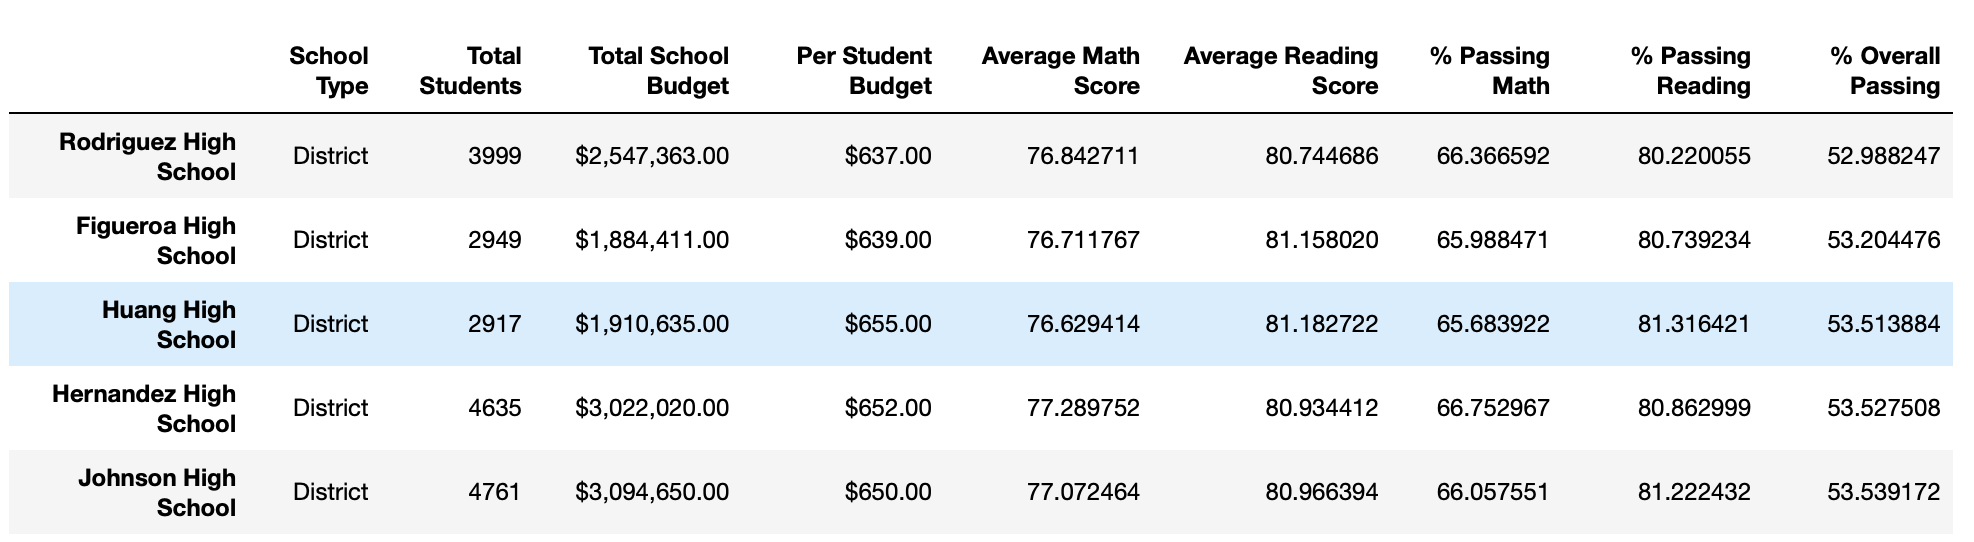 School Type Total Students Total School Budget Per Student Budget Average Math Score Average Reading Score % Passing Math % Passing Reading % Overall Passing
Rodriguez High School District 3999 $2,547,363.00 $637.00 76.842711 80.744686 66.366592 80.220055 52.988247
Figueroa High School District 2949 $1,884,411.00 $639.00 76.711767 81.158020 65.988471 80.739234 53.204476
Huang High School District 2917 $1,910,635.00 $655.00 76.629414 81.182722 65.683922 81.316421 53.513884
Hernandez High School District 4635 $3,022,020.00 $652.00 77.289752 80.934412 66.752967 80.862999 53.527508
Johnson High School District 4761 $3,094,650.00 $650.00 77.072464 80.966394 66.057551 81.222432 53.539172